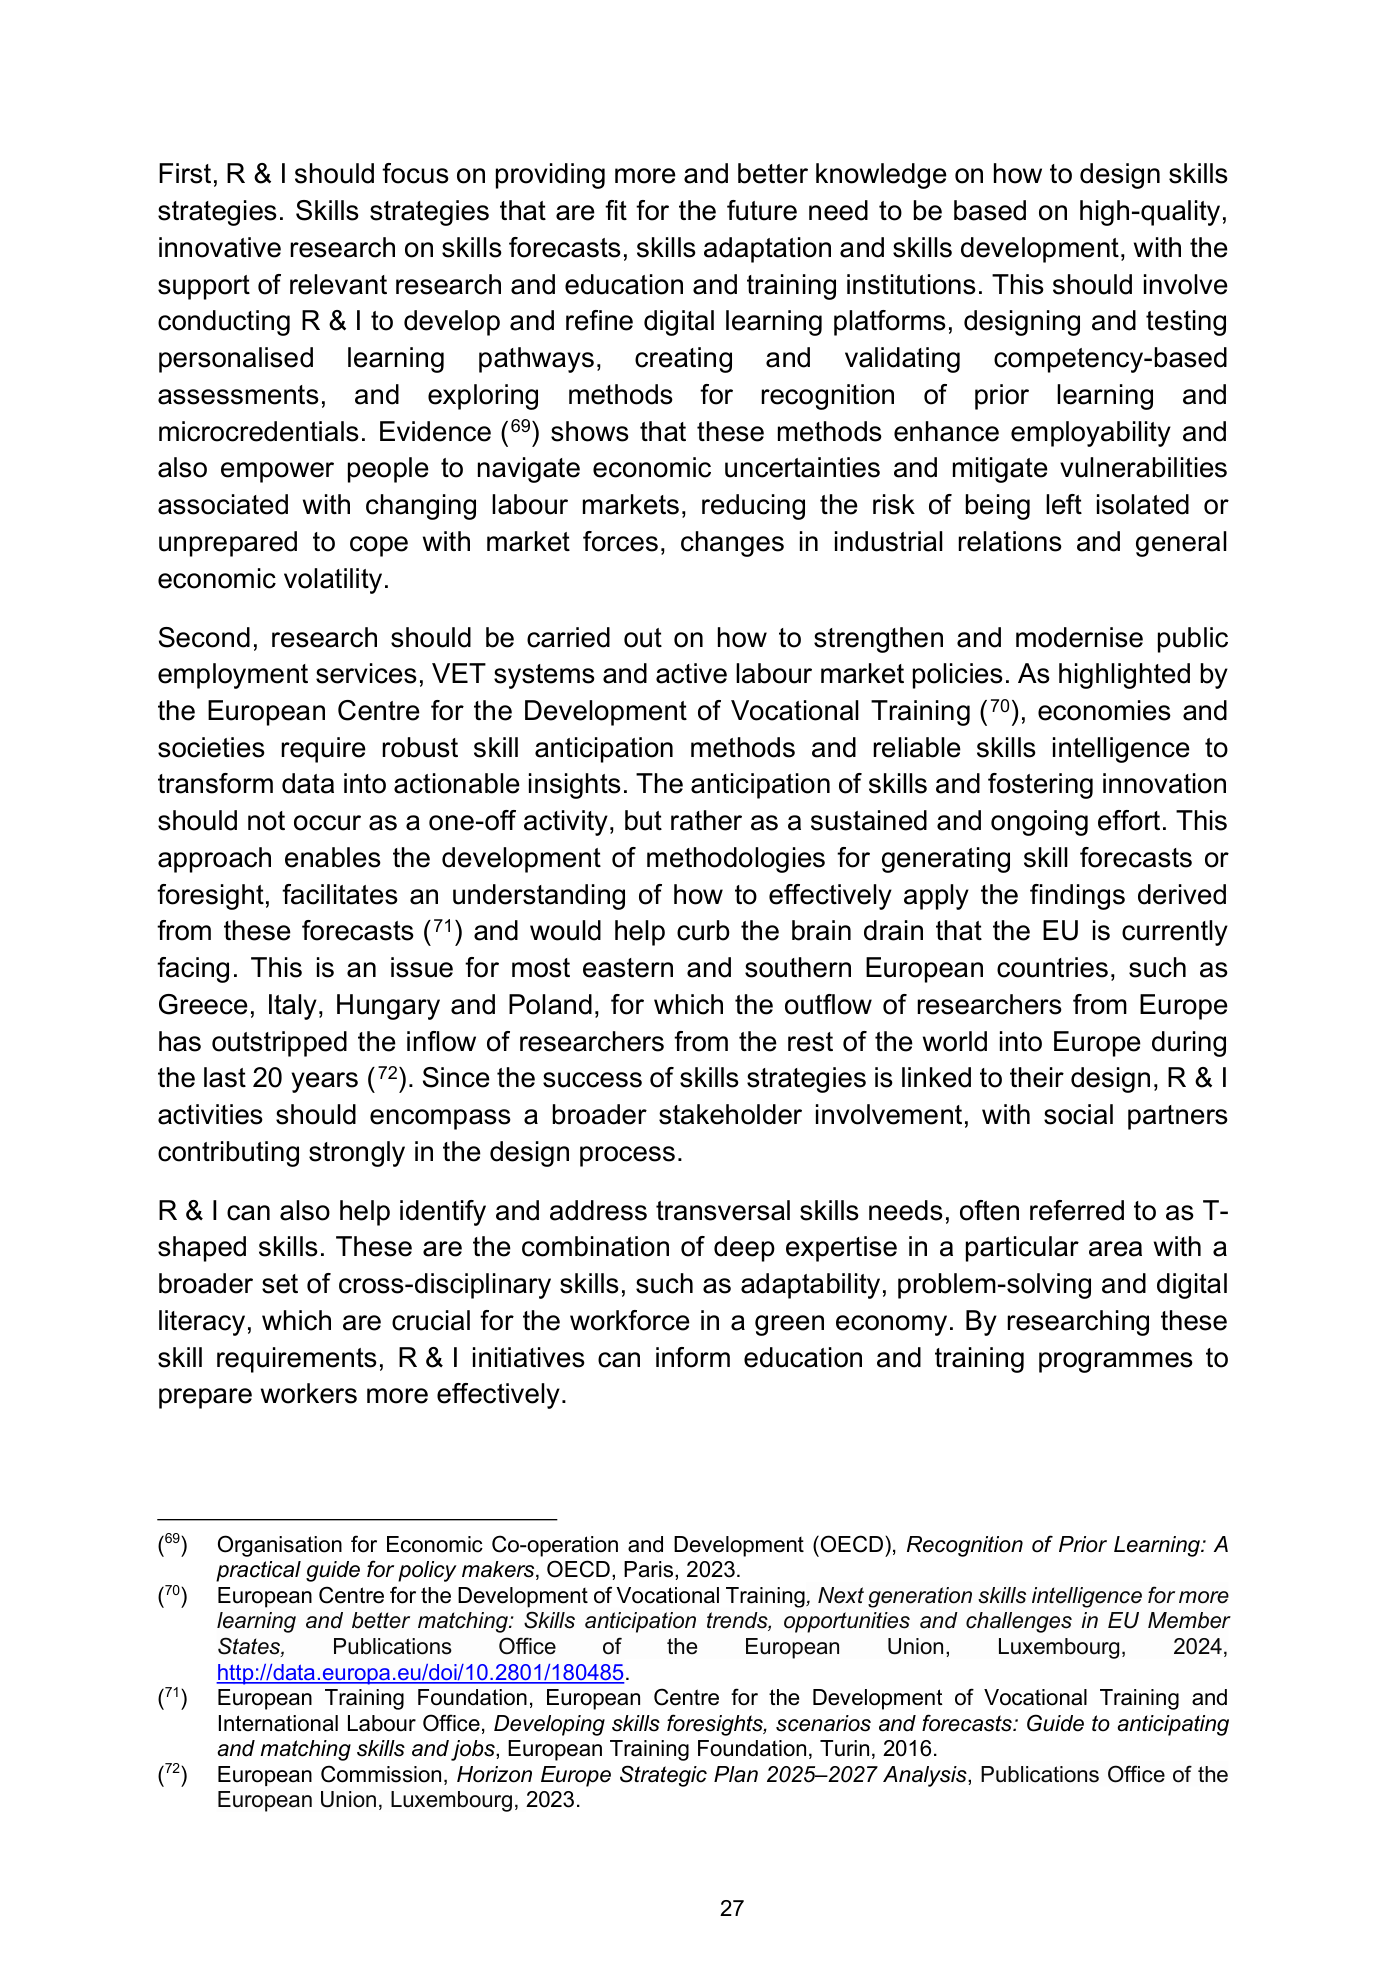 First, R & I should focus on providing more and better knowledge on how to design skills
strategies. Skills strategies that are fit for the future need to be based on high-quality,
innovative research on skills forecasts, skills adaptation and skills development, with the
support of relevant research and education and training institutions. This should involve
conducting R & I to develop and refine digital learning platforms, designing and testing
personalised learning pathways, creating and validating competency-based
assessments, and exploring methods for recognition of prior learning and
microcredentials. Evidence (69) shows that these methods enhance employability and
also empower people to navigate economic uncertainties and mitigate vulnerabilities
associated with changing labour markets, reducing the risk of being left isolated or
unprepared to cope with market forces, changes in industrial relations and general
economic volatility.
Second, research should be carried out on how to strengthen and modernise public
employment services, VET systems and active labour market policies. As highlighted by
the European Centre for the Development of Vocational Training (70), economies and
societies require robust skill anticipation methods and reliable skills intelligence to
transform data into actionable insights. The anticipation of skills and fostering innovation
should not occur as a one-off activity, but rather as a sustained and ongoing effort. This
approach enables the development of methodologies for generating skill forecasts or
foresight, facilitates an understanding of how to effectively apply the findings derived
from these forecasts (71) and would help curb the brain drain that the EU is currently
facing. This is an issue for most eastern and southern European countries, such as
Greece, Italy, Hungary and Poland, for which the outflow of researchers from Europe
has outstripped the inflow of researchers from the rest of the world into Europe during
the last 20 years (72). Since the success of skills strategies is linked to their design, R & I
activities should encompass a broader stakeholder involvement, with social partners
contributing strongly in the design process.
R & I can also help identify and address transversal skills needs, often referred to as T-
shaped skills. These are the combination of deep expertise in a particular area with a
broader set of cross-disciplinary skills, such as adaptability, problem-solving and digital
literacy, which are crucial for the workforce in a green economy. By researching these
skill requirements, R & I initiatives can inform education and training programmes to
prepare workers more effectively.
(69) Organisation for Economic Co-operation and Development (OECD), Recognition of Prior Learning: A
practical guide for policy makers, OECD, Paris, 2023.
(70) European Centre for the Development of Vocational Training, Next generation skills intelligence for more
learning and better matching: Skills anticipation trends, opportunities and challenges in EU Member
States, Publications Office of the European Union, Luxembourg, 2024,
http://data.europa.eu/doi/10.2801/180485.
(71) European Training Foundation, European Centre for the Development of Vocational Training and
International Labour Office, Developing skills foresights, scenarios and forecasts: Guide to anticipating
and matching skills and jobs, European Training Foundation, Turin, 2016.
(72) European Commission, Horizon Europe Strategic Plan 2025–2027 Analysis, Publications Office of the
European Union, Luxembourg, 2023.
27